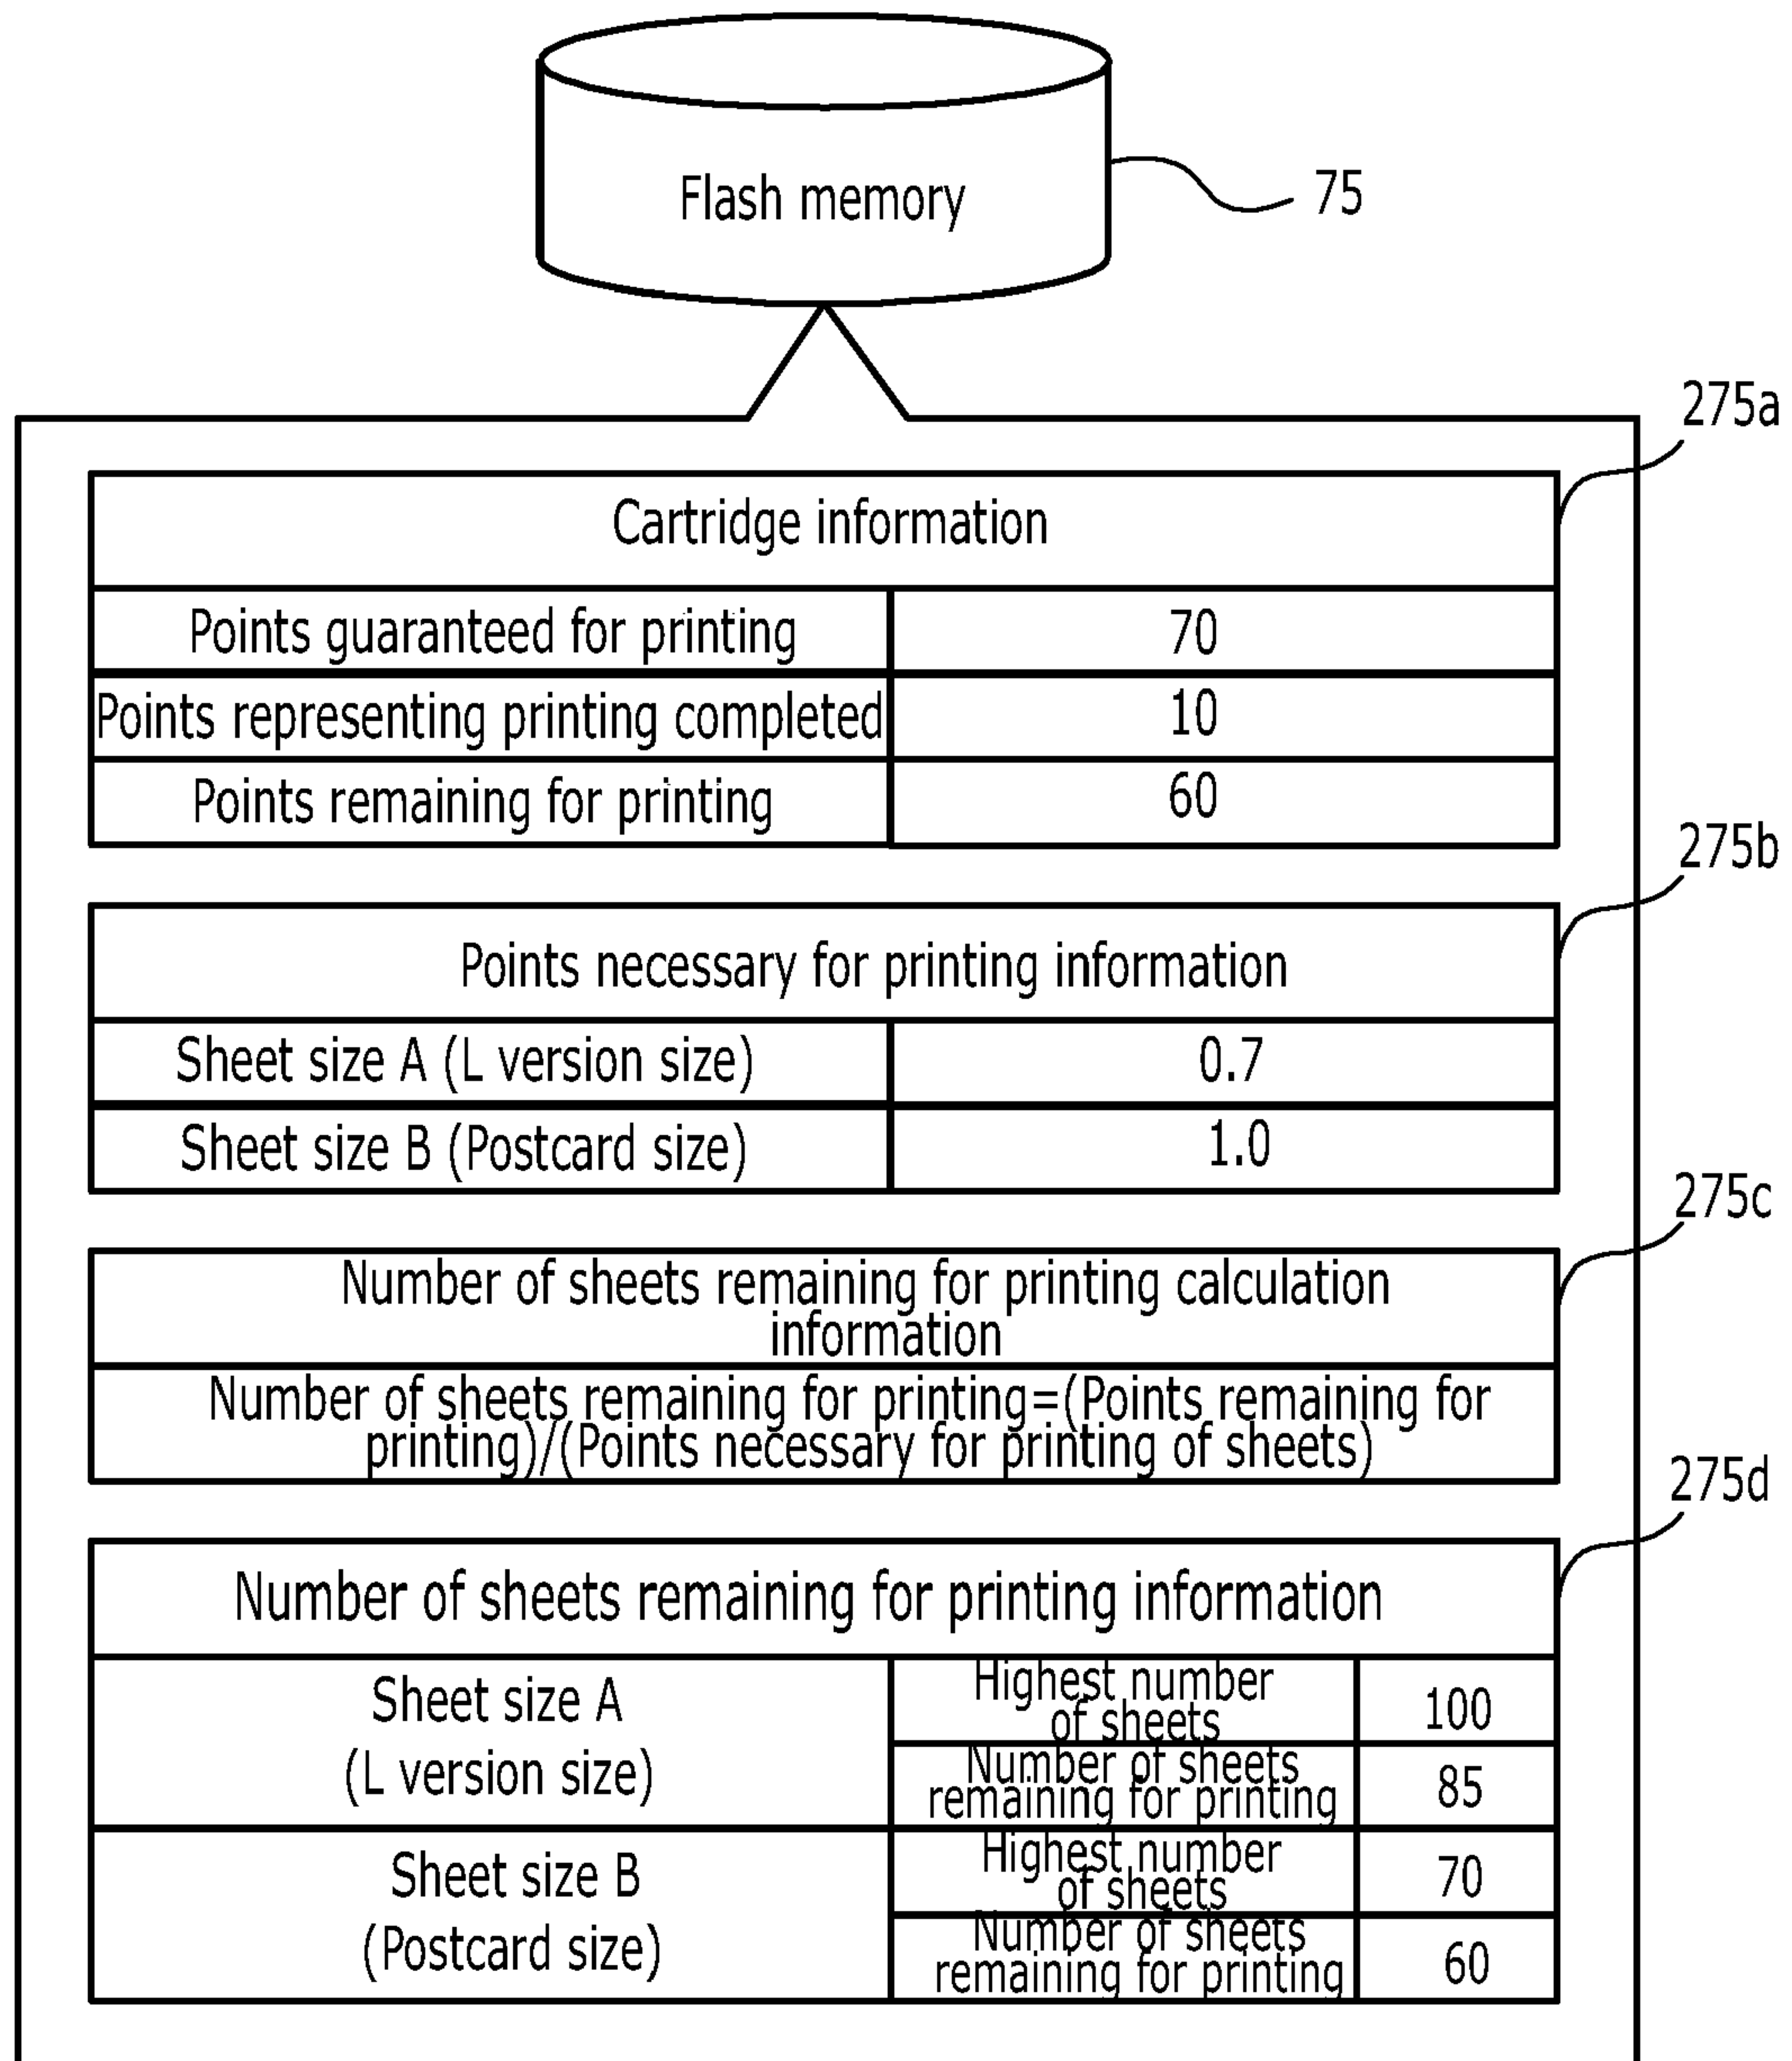 Flash memory
75
275a
Cartridge information
Points guaranteed for printing 70
Points representing printing completed 10
Points remaining for printing 60
275b
Points necessary for printing information
Sheet size A (L version size) 0.7
Sheet size B (Postcard size) 1.0
275c
Number of sheets remaining for printing calculation
information
Number of sheets remaining for printing=(Points remaining for
printing)/(Points necessary for printing of sheets)
275d
Number of sheets remaining for printing information
Sheet size A
(L version size)
Highest number
of sheets
100
Number of sheets
remaining for printing
85
Sheet size B
(Postcard size)
Highest number
of sheets
70
Number of sheets
remaining for printing
60